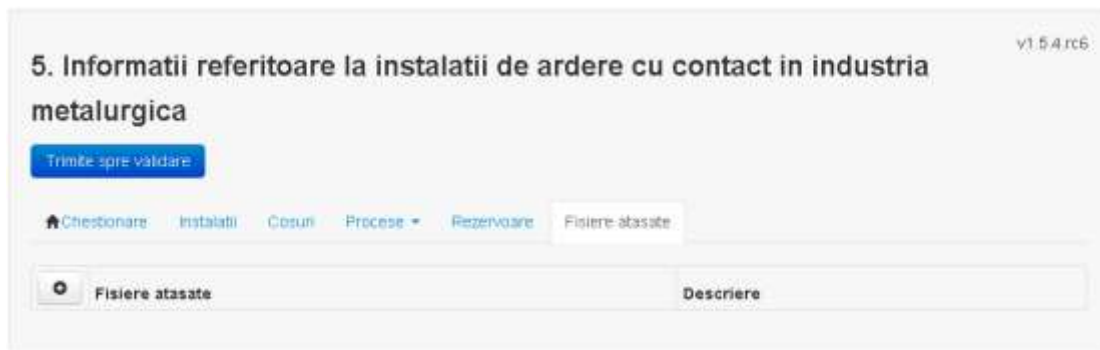 v1.5.4.rc6
5. Informatii referitoare la instalatii de ardere cu contact in industria
metalurgica
Trimite spre validare
Chestionare Instalatii Cosuri Procese Rezervoare Fisiere atasate
Fisiere atasate Descriere